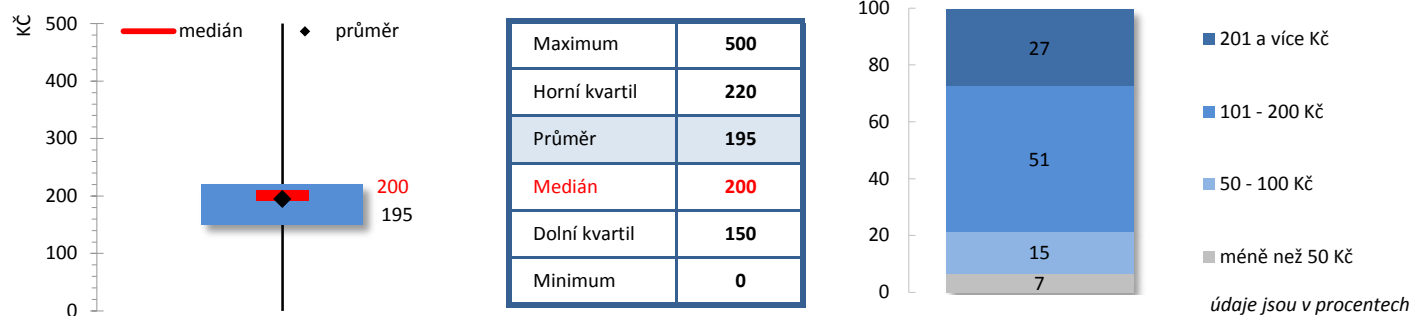 KČ
500
400
300
200
100
0
medián
průměr
200
195
Maximum 500
Horní kvartil 220
Průměr 195
Medián 200
Dolní kvartil 150
Minimum 0
100
80
60
40
20
0
27
51
15
7
201 a více Kč
101 - 200 Kč
50 - 100 Kč
méně než 50 Kč
údaje jsou v procentech